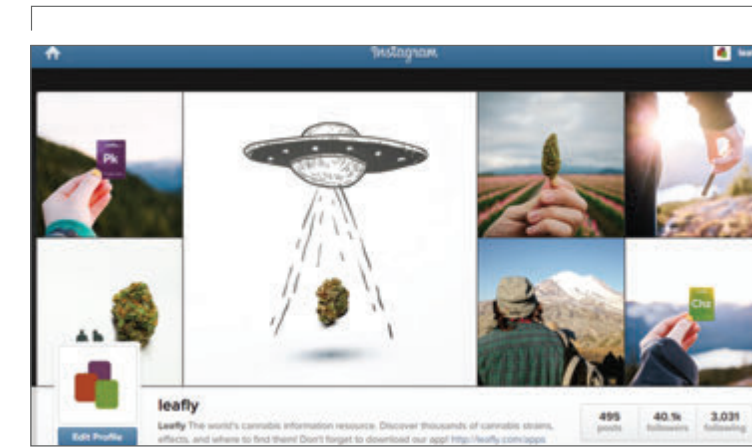 Instagram
leafly
Pk
Chz
leafly
Leafly The world's cannabis information resource. Discover thousands of cannabis strains,
effects, and where to find them! Don't forget to download our app! http://leafly.com/apps
Edit Profile
495
posts
40.1k
followers
3,031
following